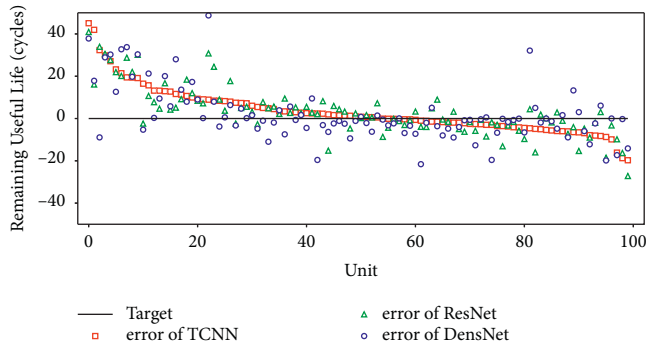 Remaining Useful Life (cycles)
40
20
0
−20
−40
0
20
40
60
80
100
Unit
Target
error of TCNN
error of ResNet
error of DensNet